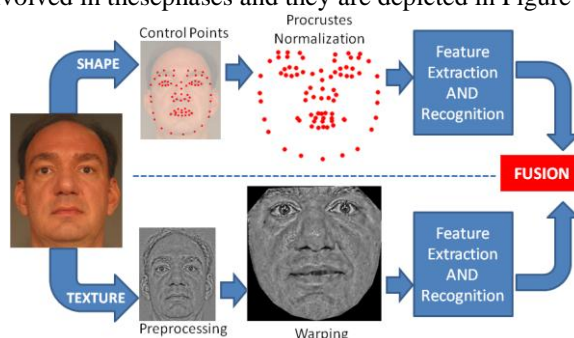 volved in thesephases and they are depicted in Figure
Procrustes
Normalization
Control Points
SHAPE
Feature
Extraction
AND
Recognition
FUSION
TEXTURE
Feature
Extraction
AND
Recognition
Preprocessing
Warping